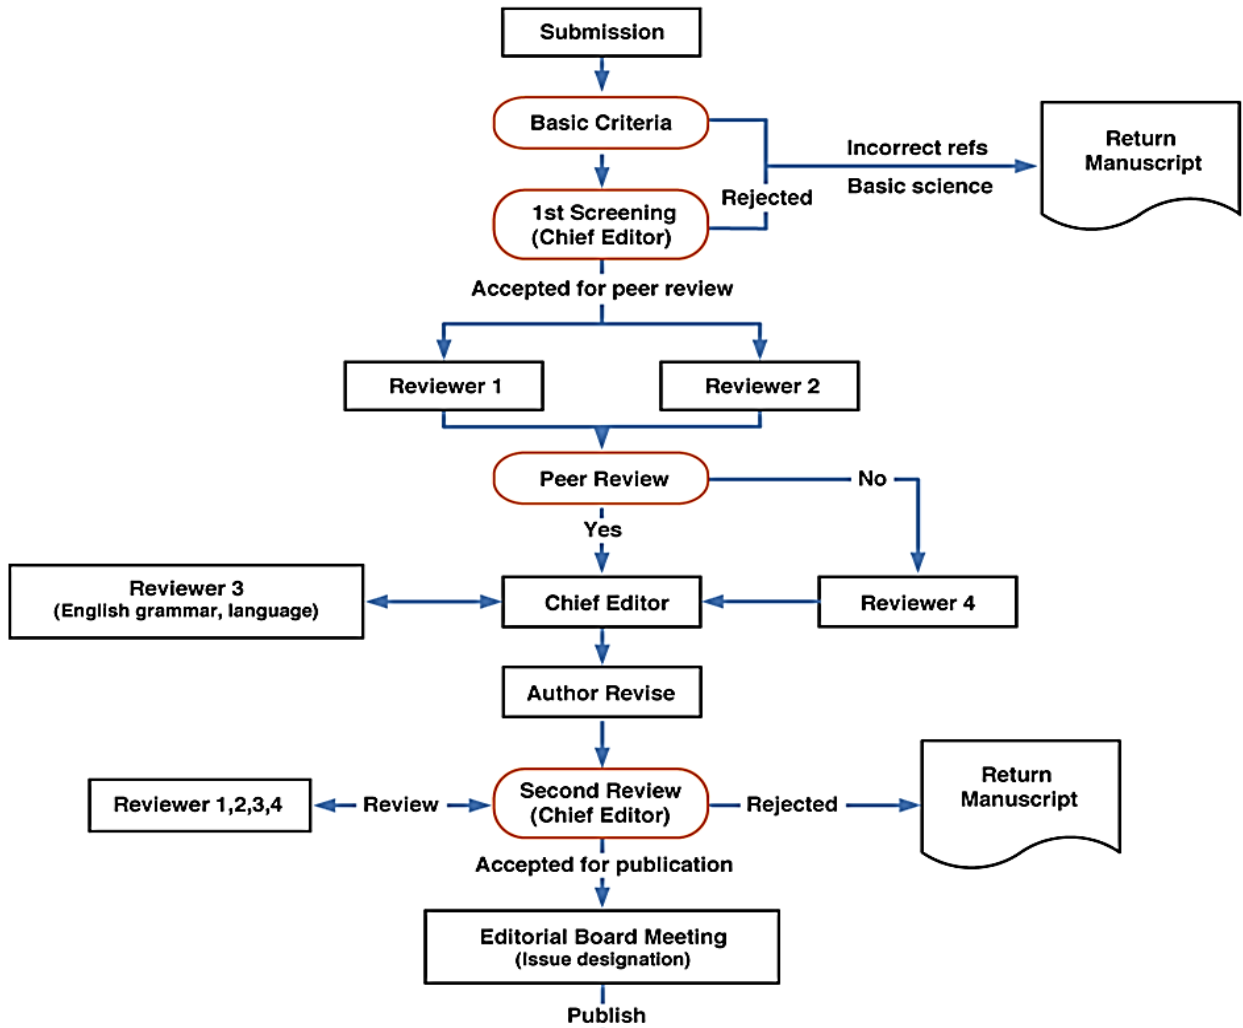 Submission
Basic Criteria
Incorrect refs
Basic science
Return
Manuscript
Rejected
1st Screening
(Chief Editor)
Accepted for peer review
Reviewer 1
Reviewer 2
Peer Review
No
Yes
Reviewer 3
(English grammar, language)
Chief Editor
Reviewer 4
Author Revise
Reviewer 1,2,3,4
Review
Second Review
(Chief Editor)
Rejected
Return
Manuscript
Accepted for publication
Editorial Board Meeting
(Issue designation)
Publish